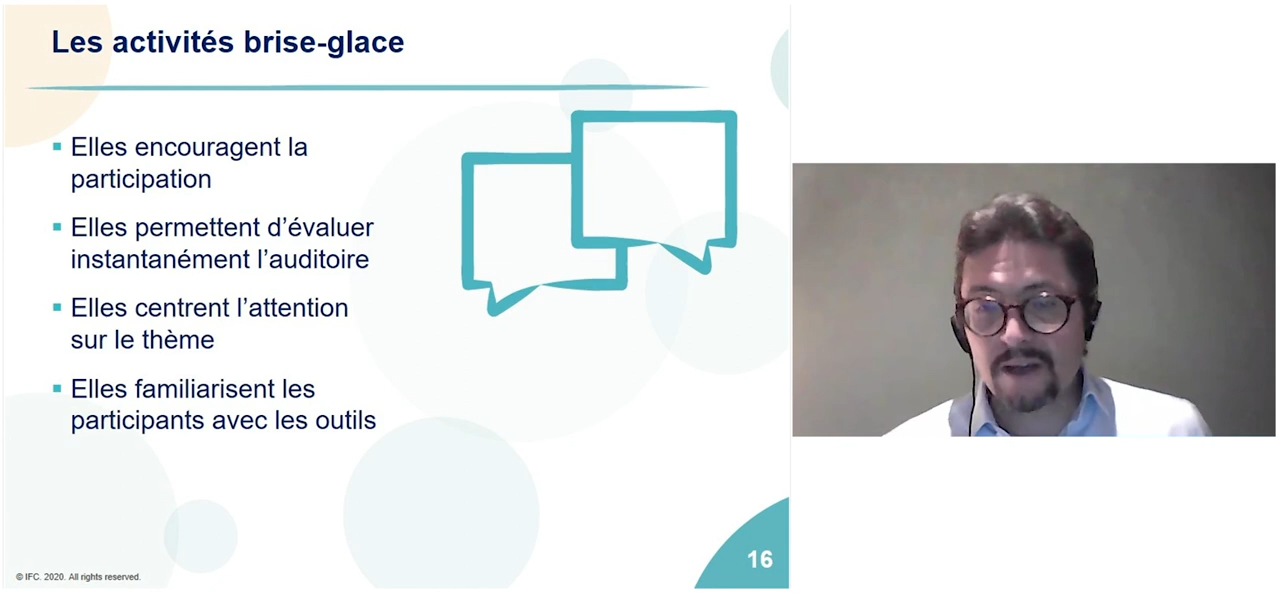 Les activités brise-glace
▪ Elles encouragent la
participation
▪ Elles permettent d’évaluer
instantanément l’auditoire
▪ Elles centrent l’attention
sur le thème
▪ Elles familiarisent les
participants avec les outils
16
© IFC. 2020. All rights reserved.